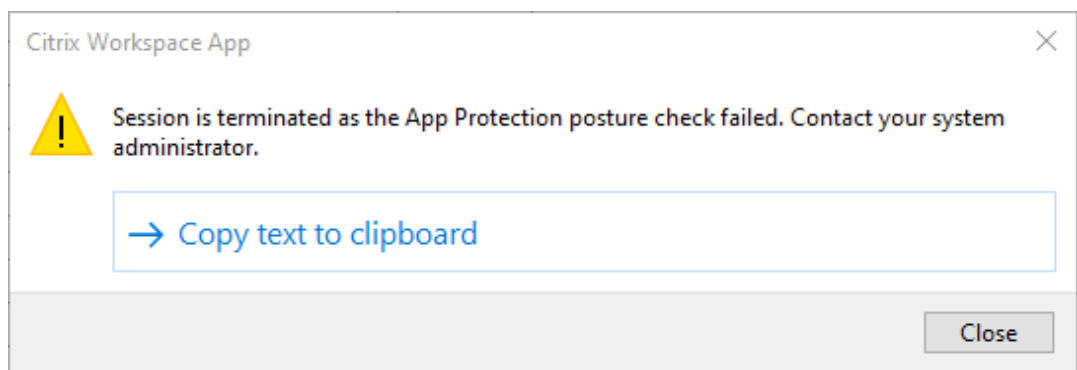 Citrix Workspace App
Session is terminated as the App Protection posture check failed. Contact your system
administrator.
Copy text to clipboard
Close